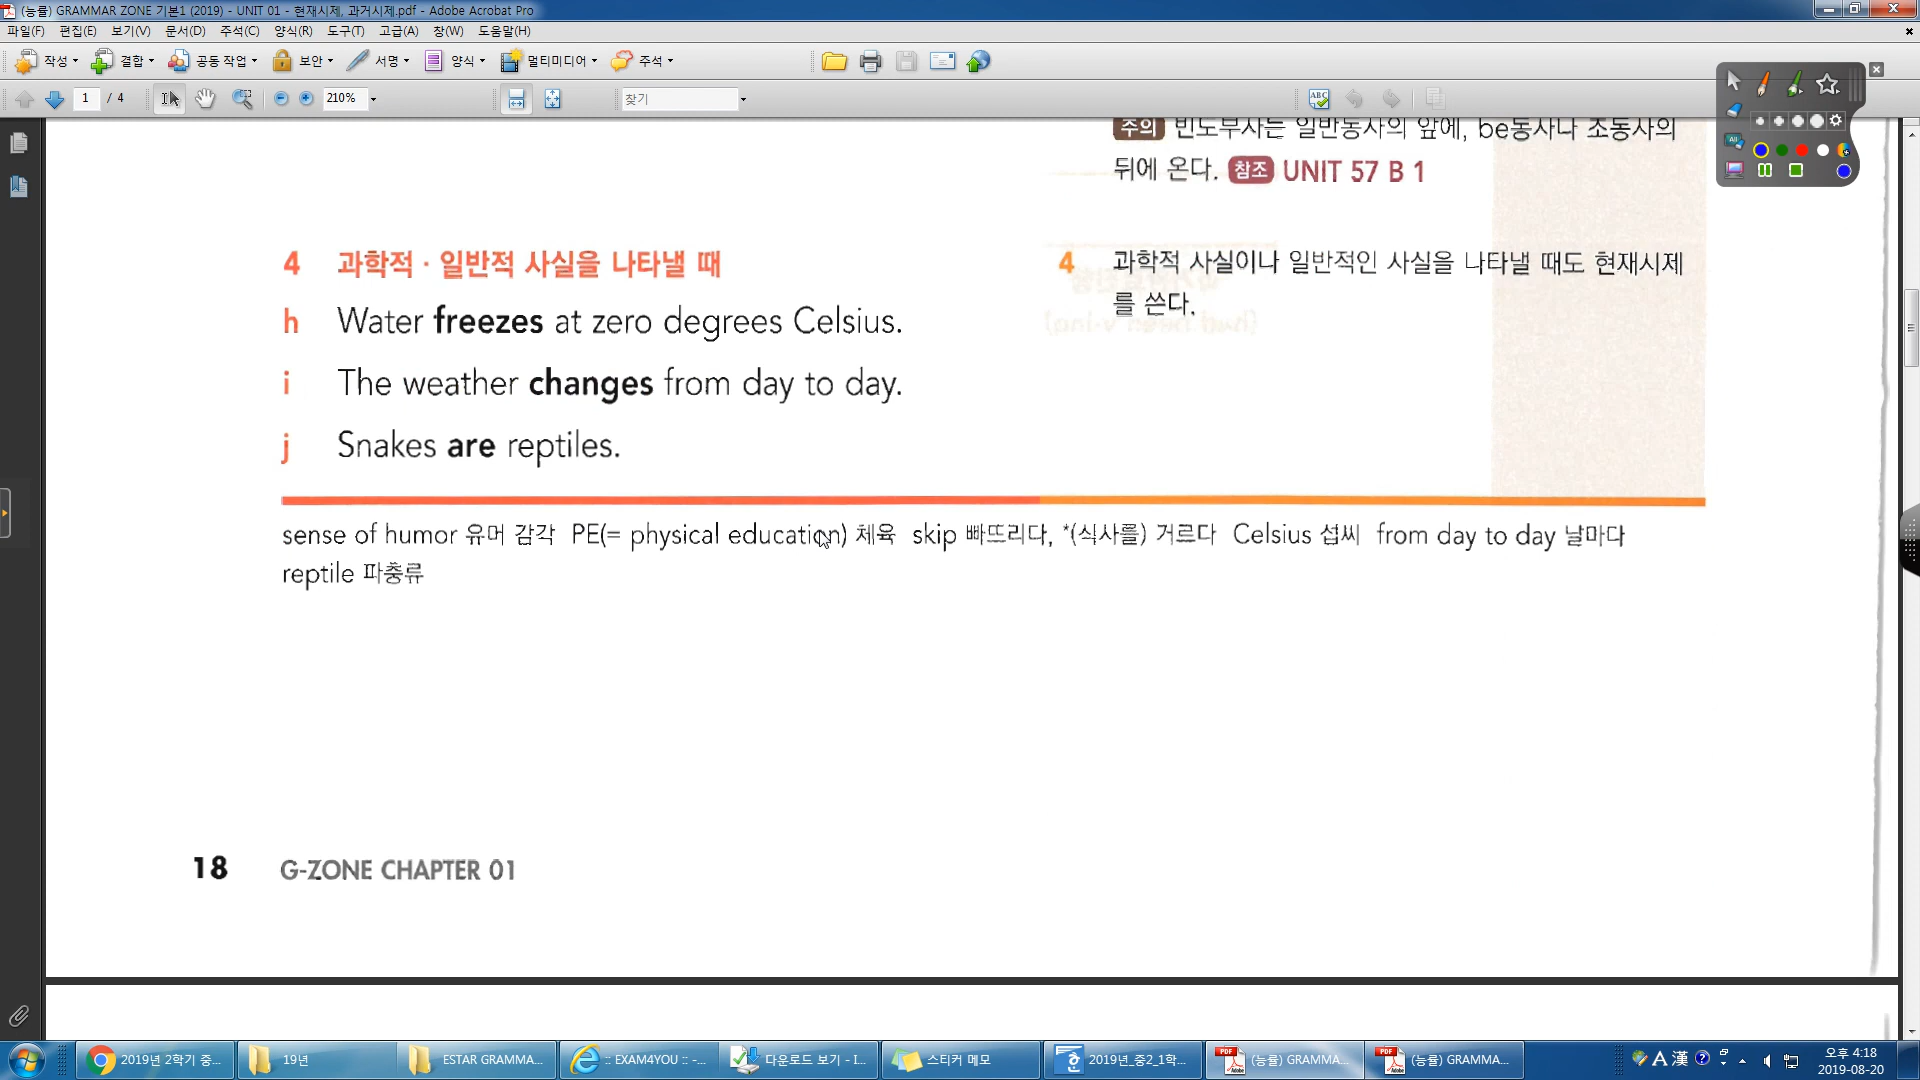 (능률) GRAMMAR ZONE 기본1 (2019) - UNIT 01 - 현재시제, 과거시제.pdf - Adobe Acrobat Pro
파일(F) 편집(E) 보기(V) 문서(D) 주석(C) 양식(R) 도구(T) 고급(A) 창(W) 도움말(H)
작성 결합 공동 작업 보안 서명 양식 멀티미디어 주석
1 / 4 210% 찾기
주의 빈도부사는 일반동사의 앞에, be동사나 조동사의
뒤에 온다. 참조 UNIT 57 B 1
4 과학적·일반적 사실을 나타낼 때
h Water freezes at zero degrees Celsius.
i The weather changes from day to day.
j Snakes are reptiles.
4 과학적 사실이나 일반적인 사실을 나타낼 때도 현재시제
를 쓴다.
sense of humor 유머 감각 PE(= physical education) 체육 skip 빠뜨리다, *(식사를) 거르다 Celsius 섭씨 from day to day 날마다
reptile 파충류
18 G-ZONE CHAPTER 01
2019년 2학기 중... 19년 ESTAR GRAMMA... :: EXAM4YOU :: -... 다운로드 보기 - I... 스티커 메모 2019년_중2_1학... (능률) GRAMMA... (능률) GRAMMA... A 漢 오후 4:18
2019-08-20